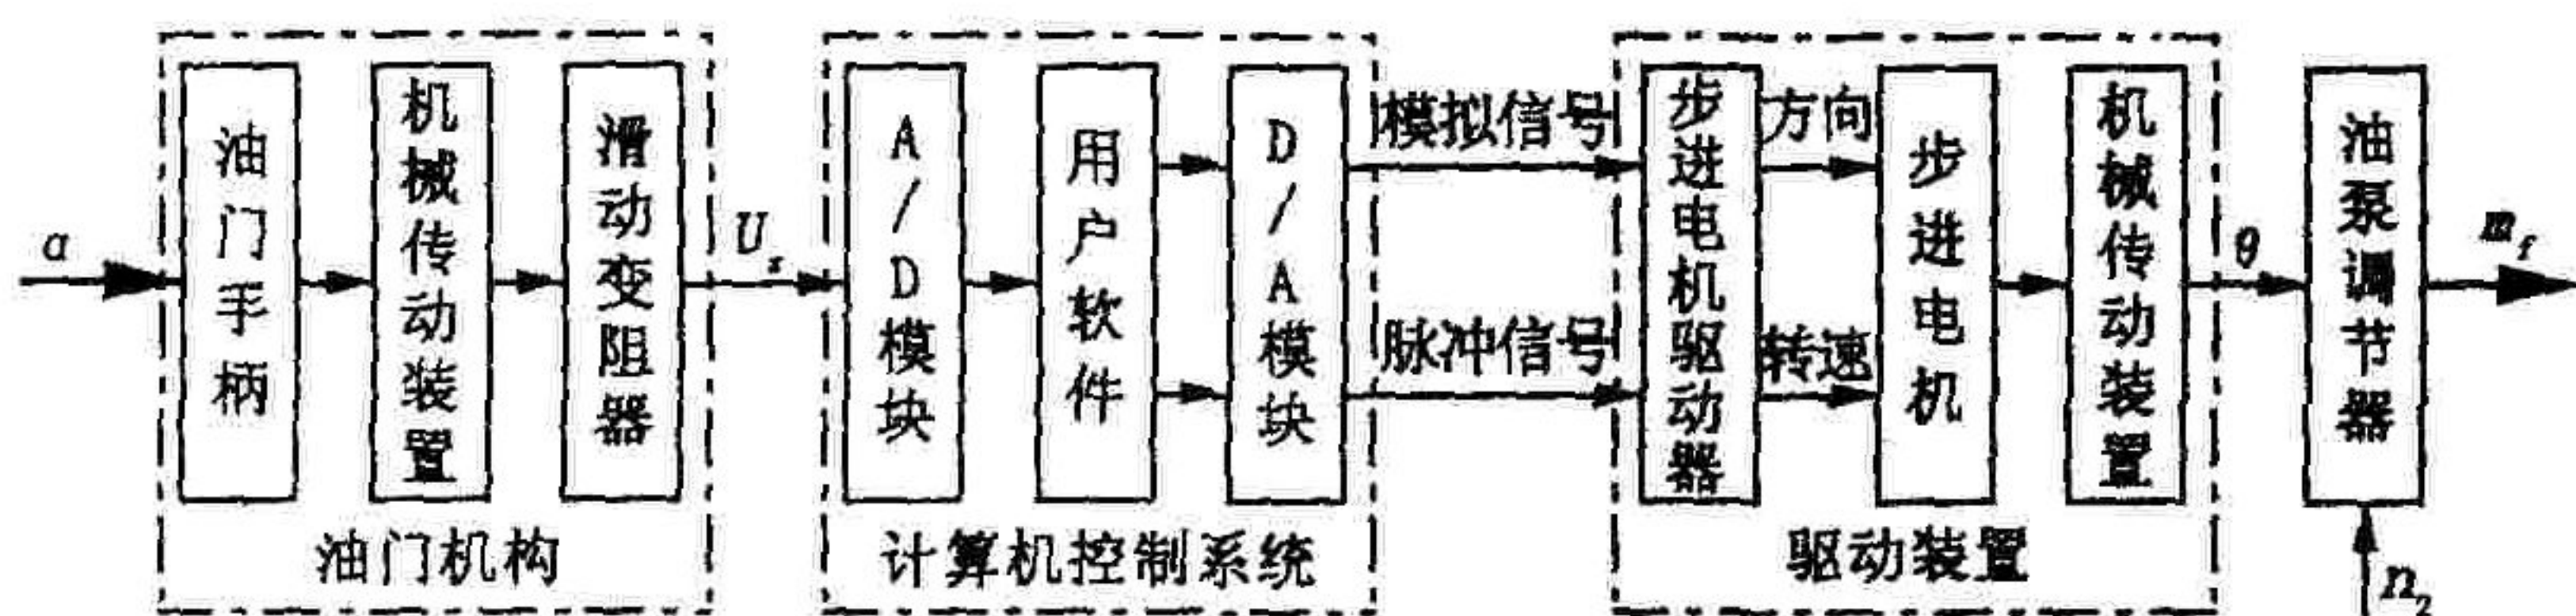 α
油门手柄
机械传动装置
滑动变阻器
油门机构
U_s
A/D模块
用户软件
D/A模块
计算机控制系统
模拟信号
脉冲信号
步进电机驱动器
方向
转速
步进电机
机械传动装置
驱动装置
θ
油泵调节器
m_f
n_2